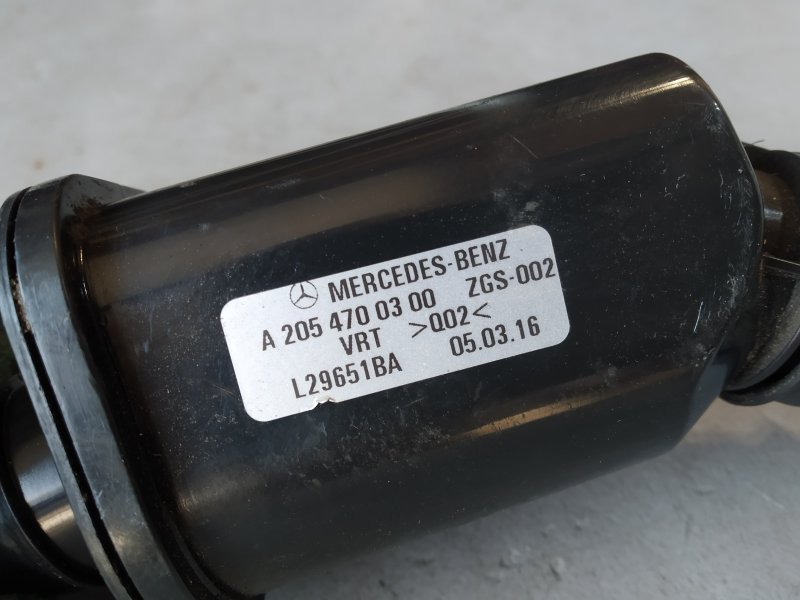 MERCEDES-BENZ
A 205 470 03 00 ZGS-002
VRT >Q02<
L29651BA 05.03.16